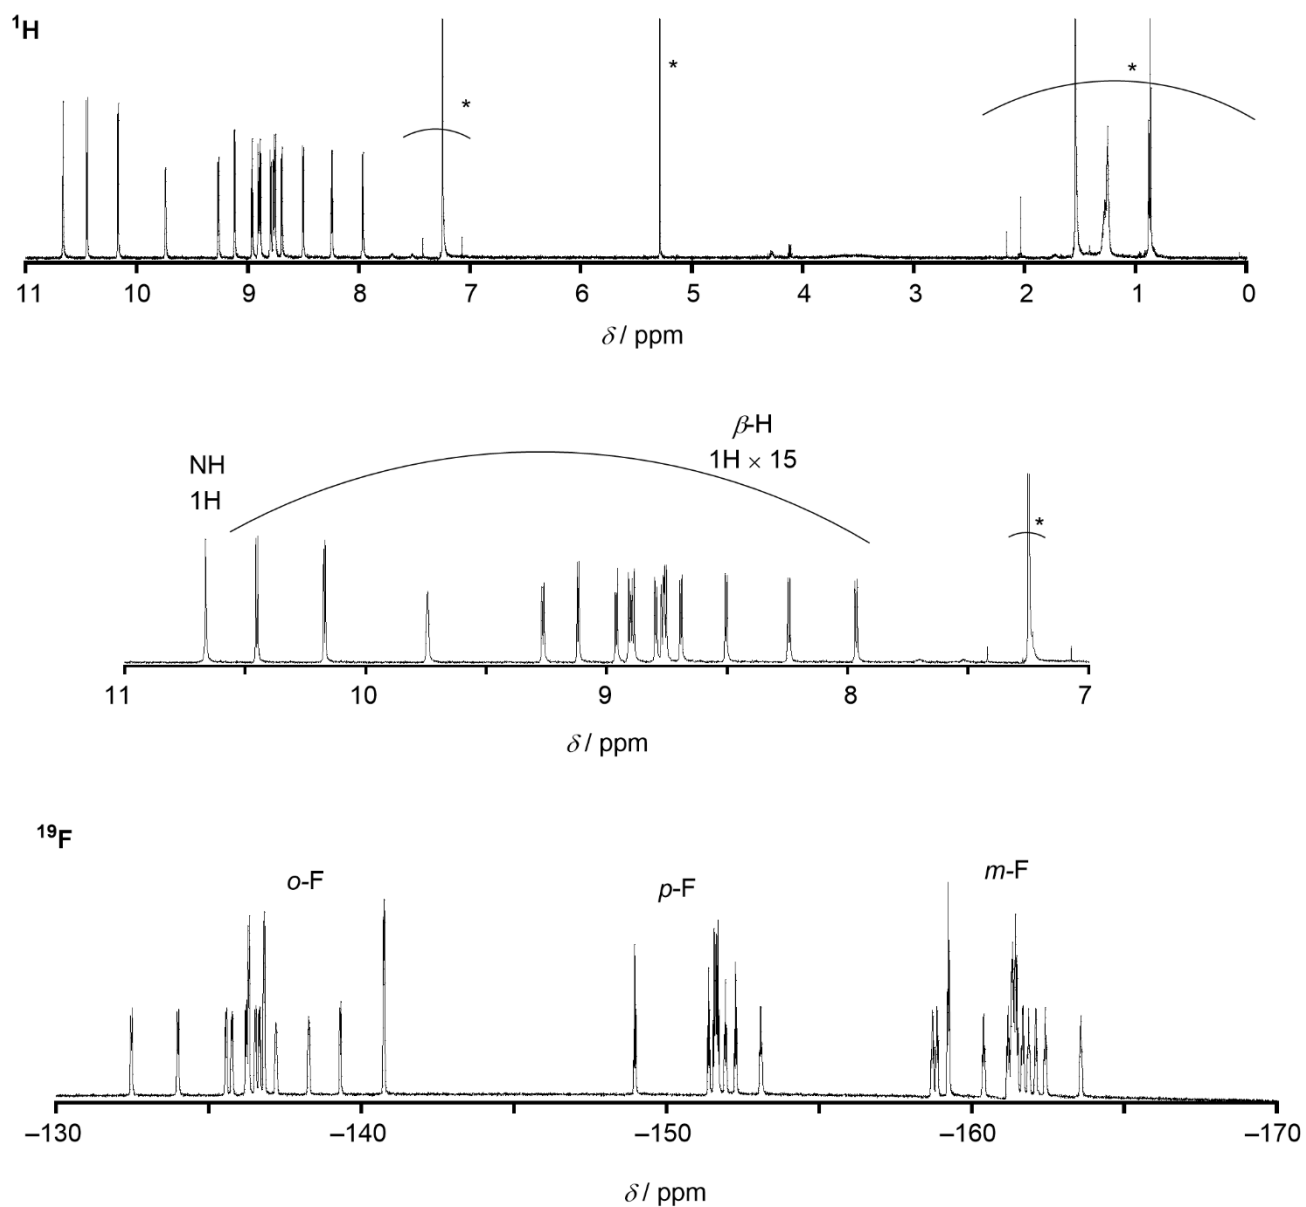 ¹H
*
*
*
11 10 9 8 7 6 5 4 3 2 1 0
δ / ppm
β-H
NH 1H × 15
1H
*
11 10 9 8 7
δ / ppm
¹⁹F
o-F p-F m-F
–130 –140 –150 –160 –170
δ / ppm